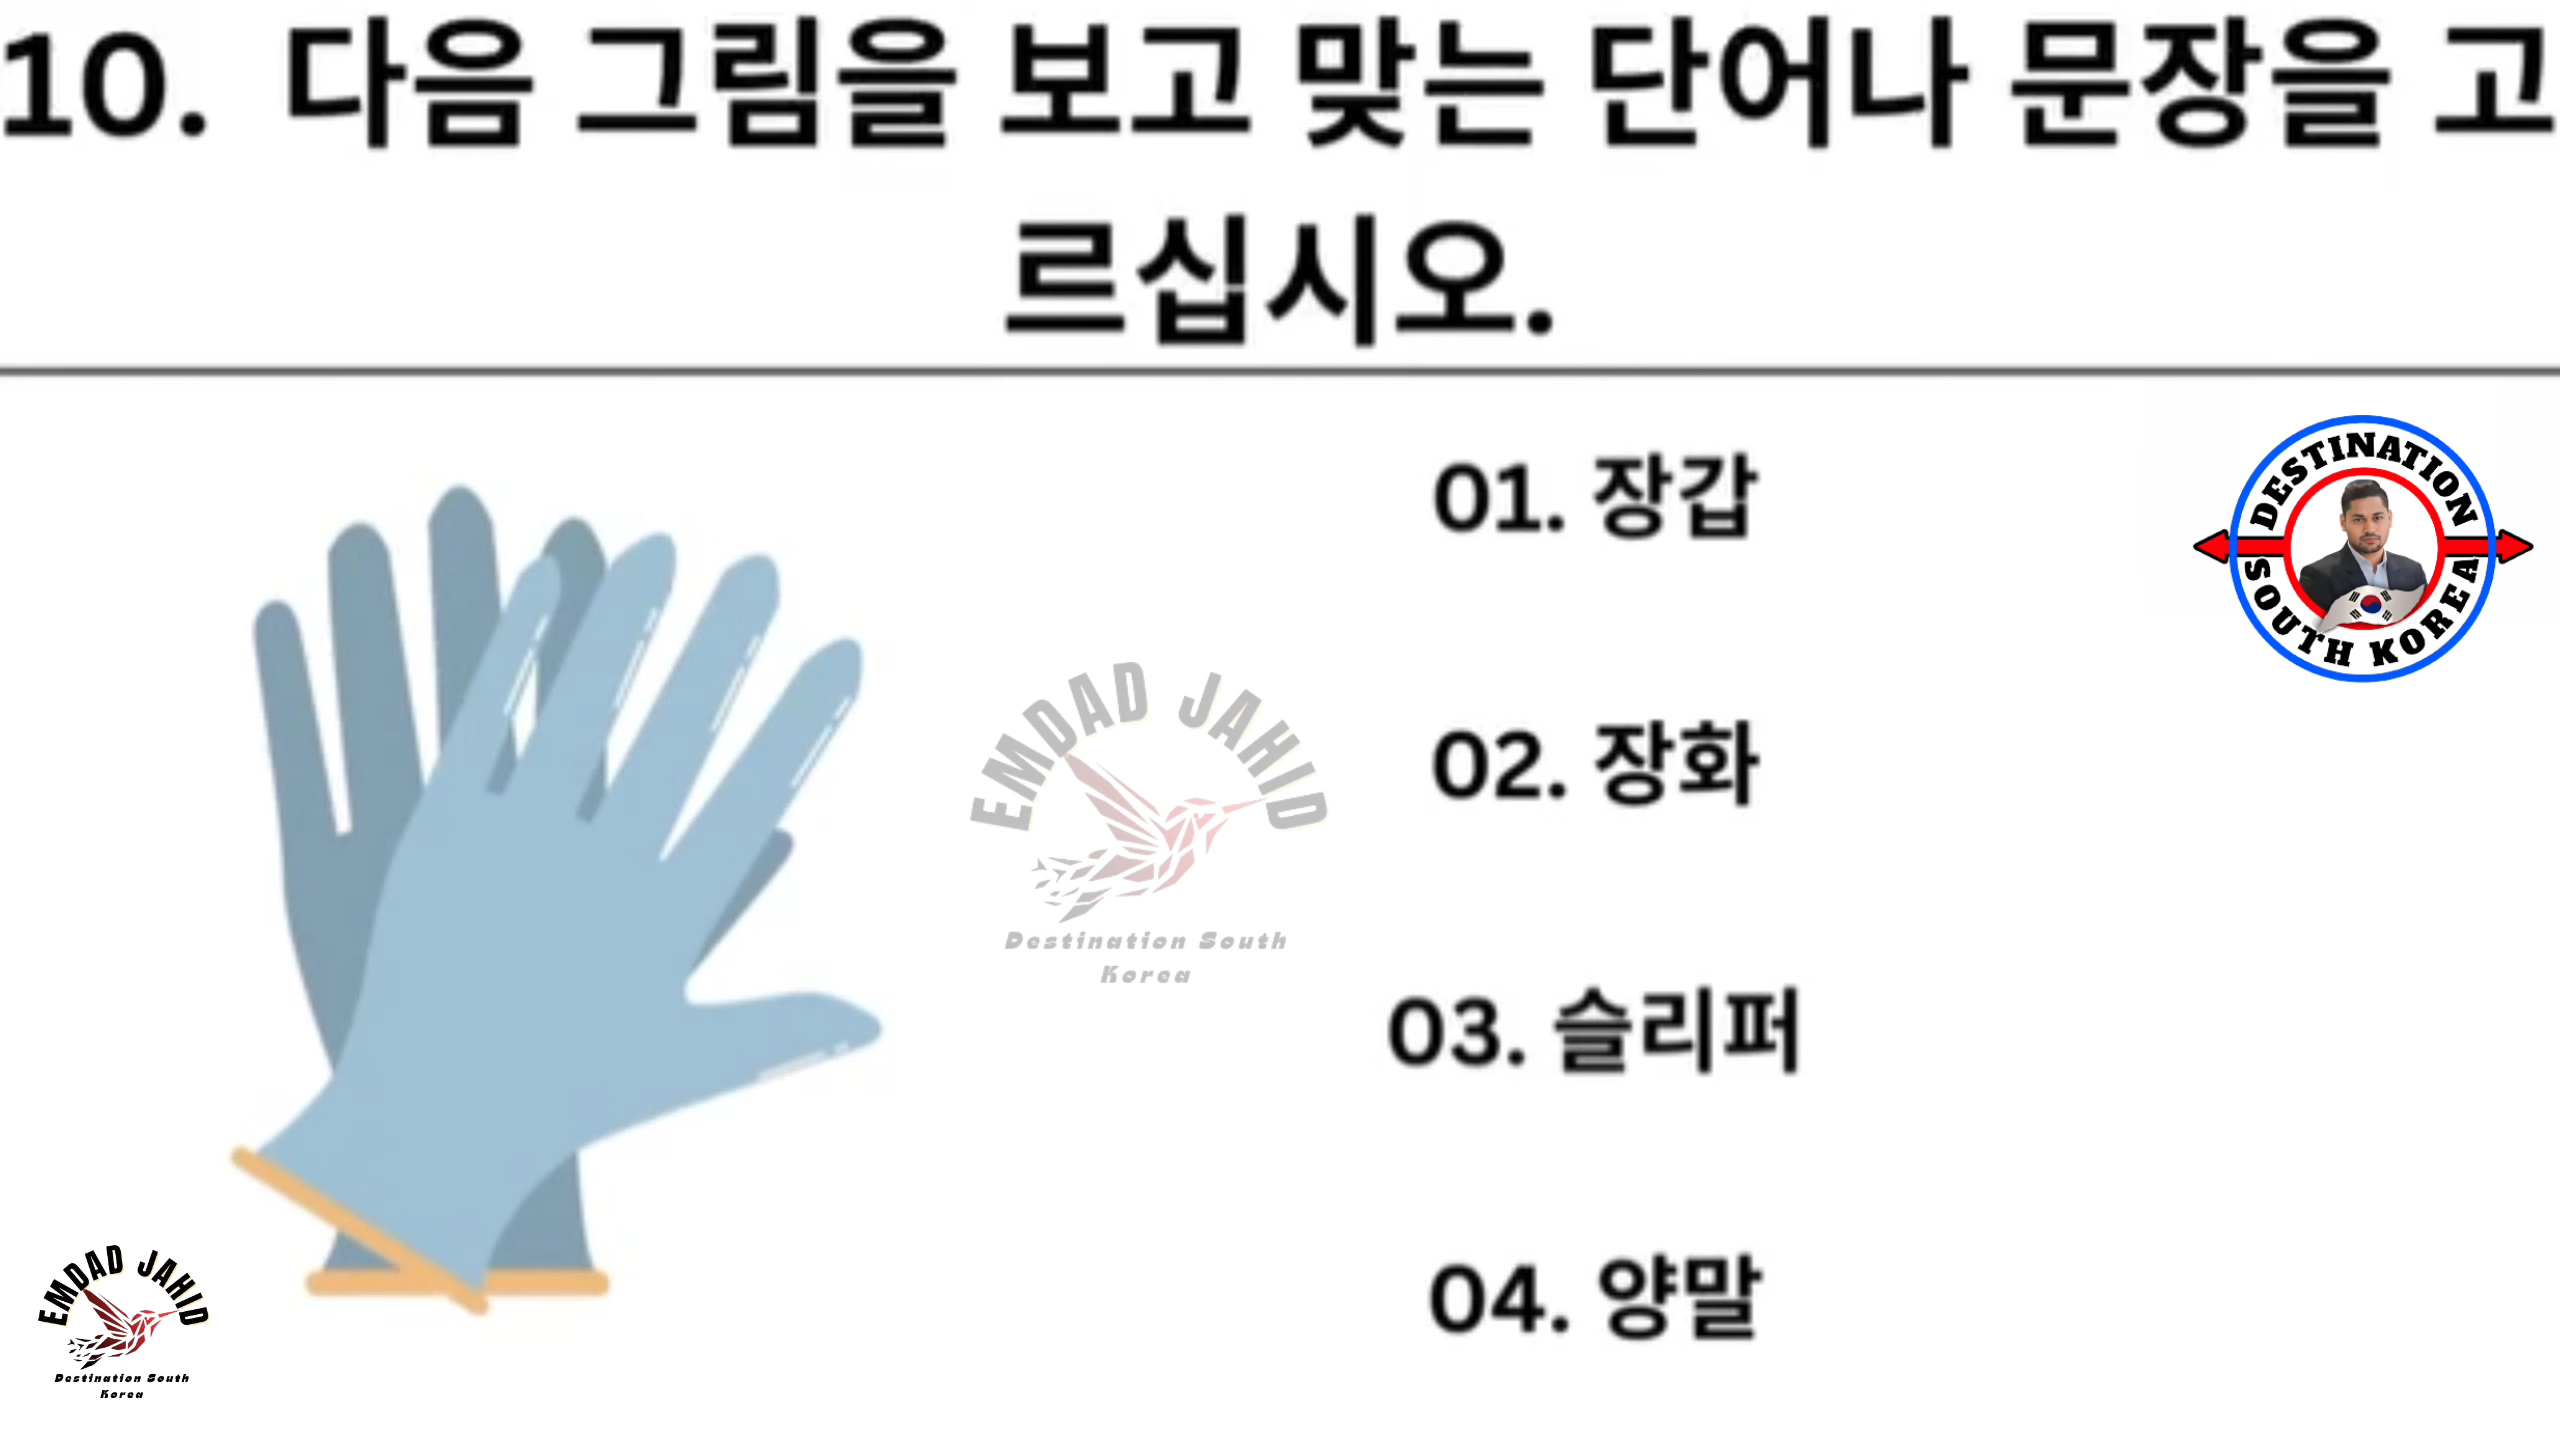 10. 다음 그림을 보고 맞는 단어나 문장을 고
르십시오.
01. 장갑
DESTINATION
SOUTH KOREA
02. 장화
EMDAD JAHID
Destination South
Korea
03. 슬리퍼
04. 양말
EMDAD JAHID
Destination South
Korea